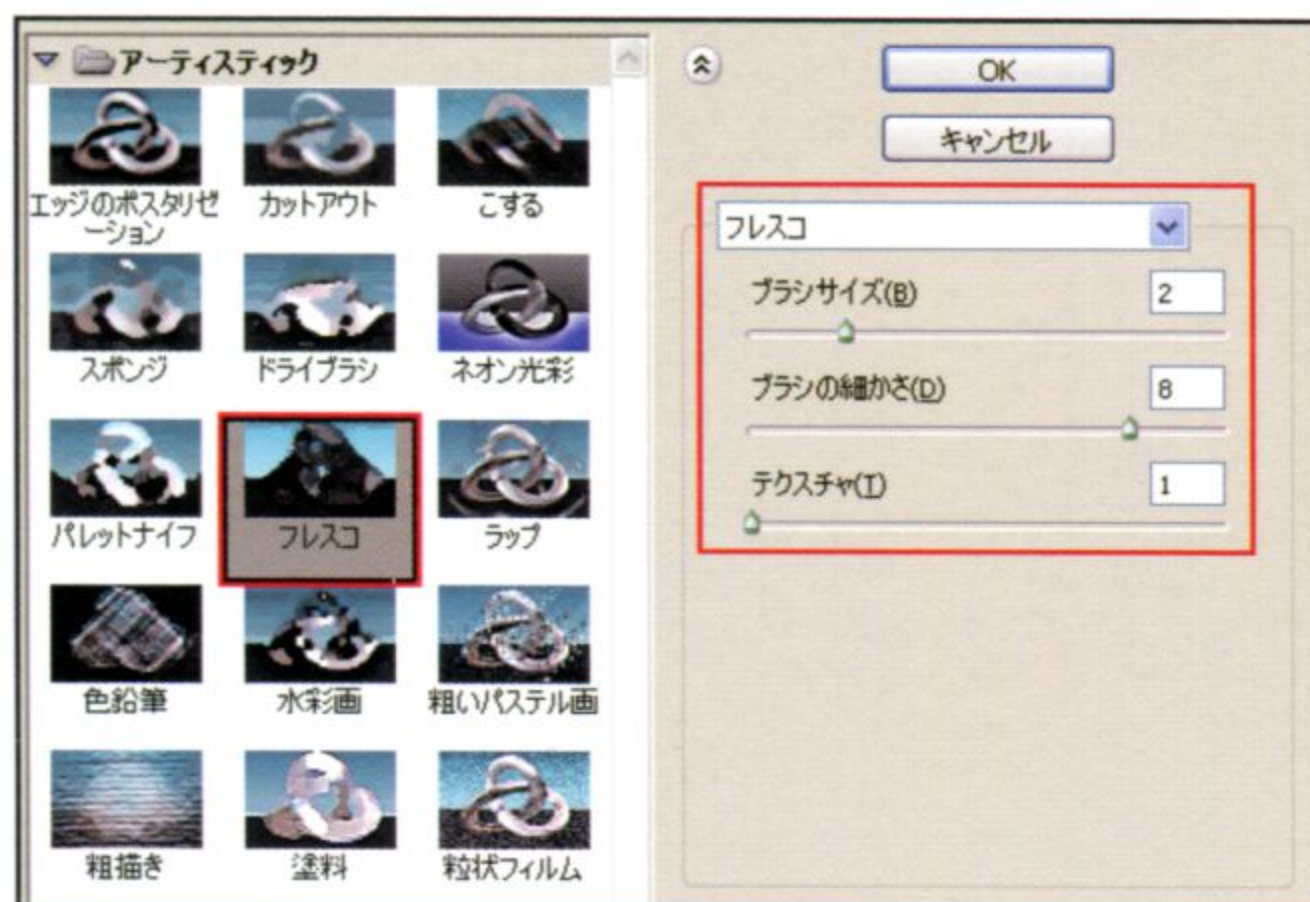 アーティスティック
エッジのポスタリゼ
ーション
カットアウト
こする
スポンジ
ドライブラシ
ネオン光彩
パレットナイフ
フレスコ
ラップ
色鉛筆
水彩画
粗いパステル画
粗描き
塗料
粒状フィルム
OK
キャンセル
フレスコ
ブラシサイズ(B) 2
ブラシの細かさ(D) 8
テクスチャ(T) 1